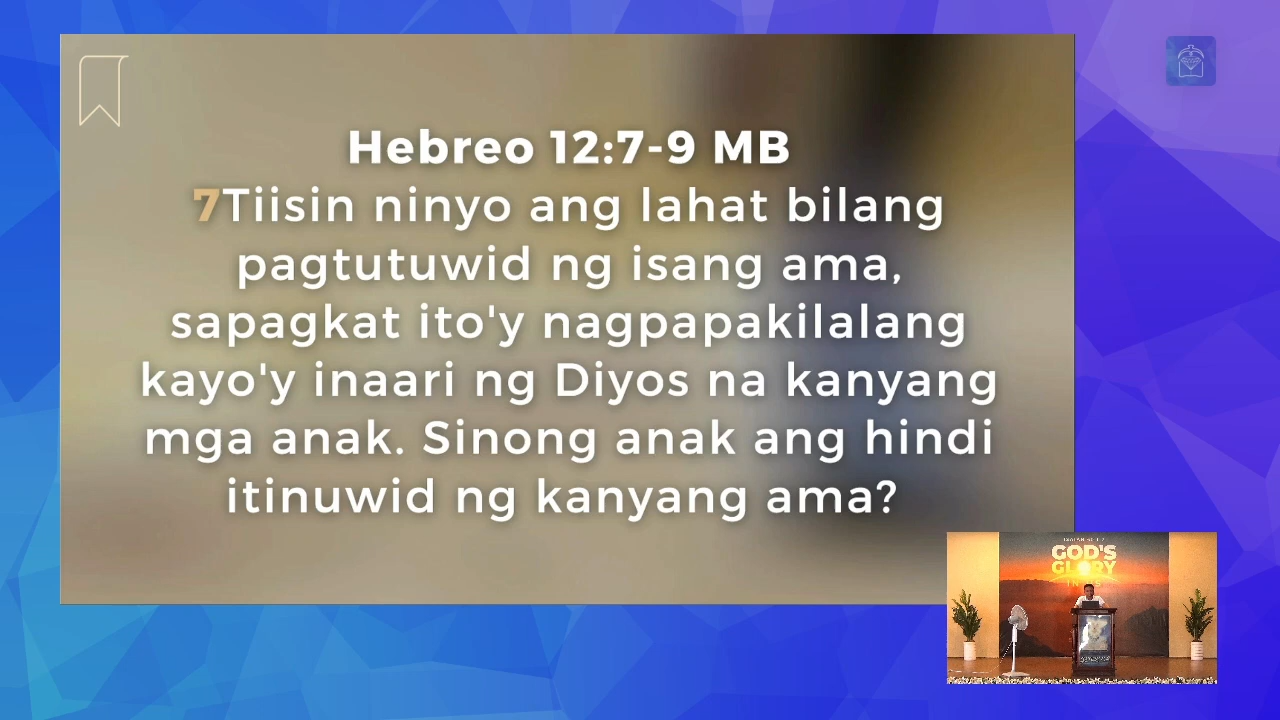 Hebreo 12:7-9 MB
7Tiisin ninyo ang lahat bilang
pagtutuwid ng isang ama,
sapagkat ito'y nagpapakilalang
kayo'y inaari ng Diyos na kanyang
mga anak. Sinong anak ang hindi
itinuwid ng kanyang ama?
GOD'S
GLORY